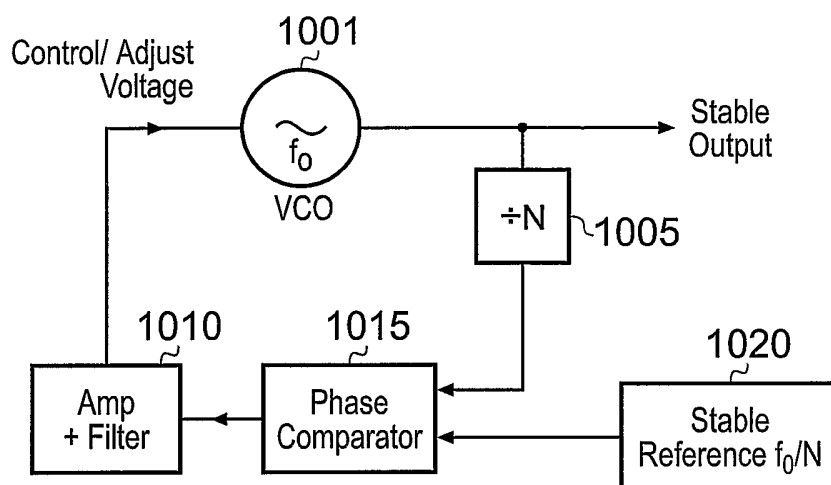 1001
Control/ Adjust
Voltage
f₀
VCO
Stable
Output
÷N
1005
1010
1015
1020
Amp
+ Filter
Phase
Comparator
Stable
Reference f₀/N